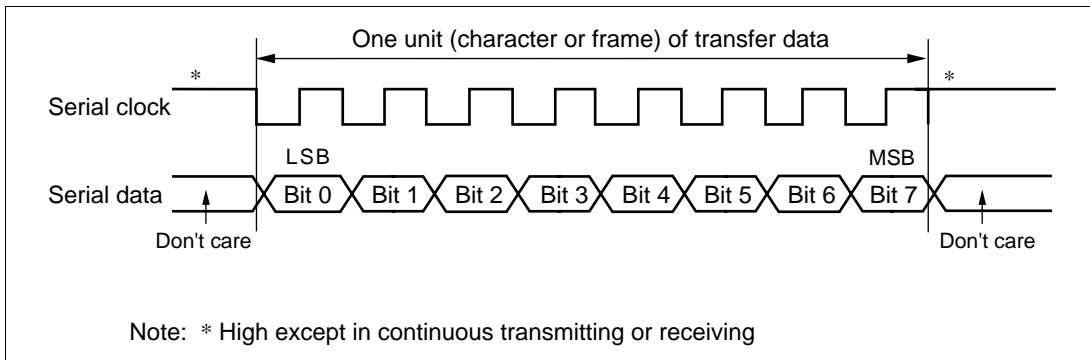 One unit (character or frame) of transfer data
* *
Serial clock
LSB MSB
Serial data Bit 0 Bit 1 Bit 2 Bit 3 Bit 4 Bit 5 Bit 6 Bit 7
Don't care Don't care
Note: * High except in continuous transmitting or receiving